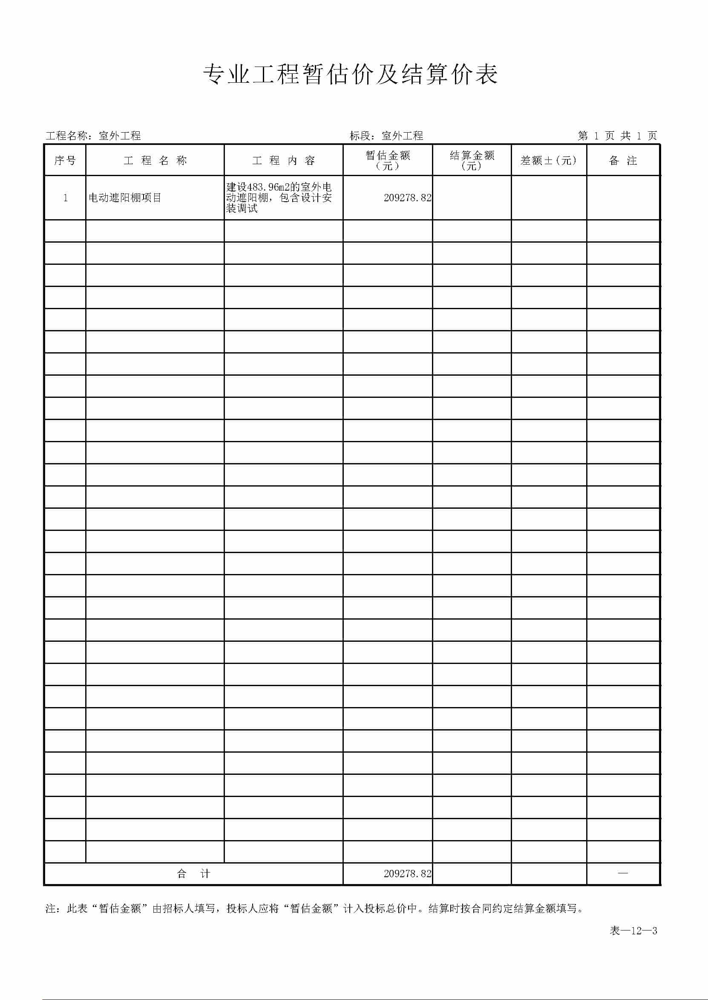 专业工程暂估价及结算价表
工程名称：室外工程 标段：室外工程 第 1 页 共 1 页
序号 工 程 名 称 工 程 内 容 暂估金额（元） 结算金额（元） 差额±(元) 备 注
1 电动遮阳棚项目 建设483.96m2的室外电
动遮阳棚，包含设计安
装调试 209278.82
合 计 209278.82 —
注：此表“暂估金额”由招标人填写，投标人应将“暂估金额”计入投标总价中。结算时按合同约定结算金额填写。
表—12—3